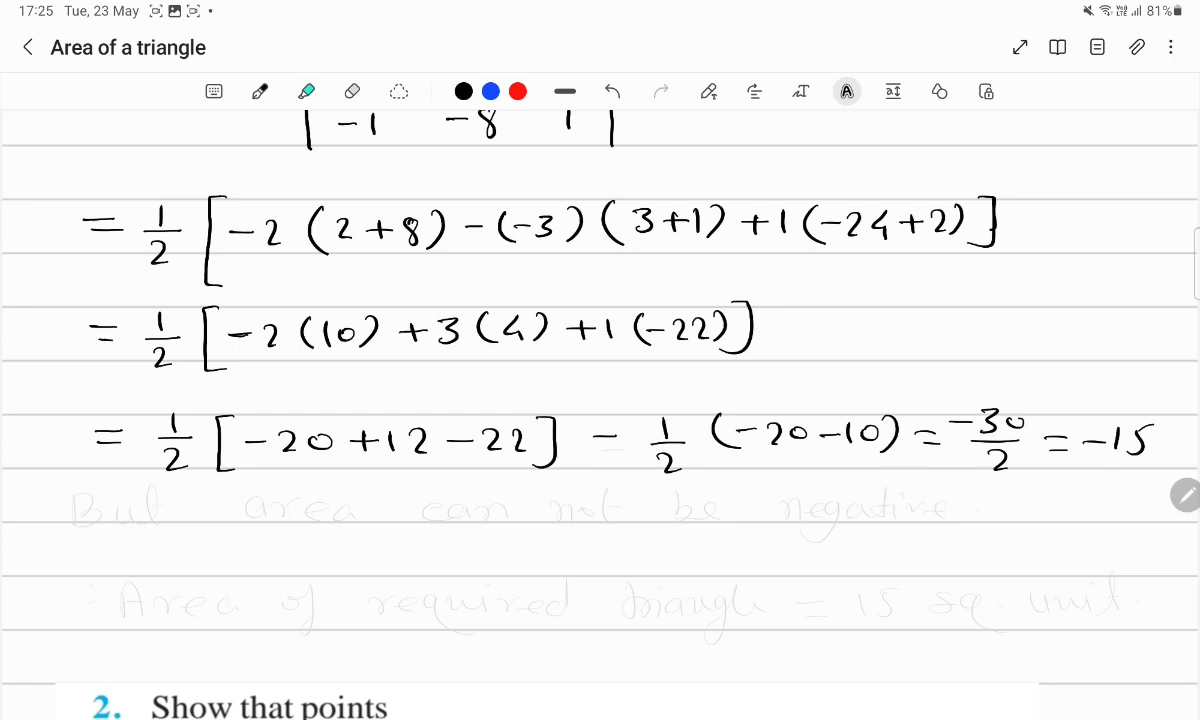 17:25 Tue, 23 May 81%
Area of a triangle
| -1 -8 1 |
= 1/2 [-2 (2+8) - (-3) (3+1) +1 (-24+2)]
= 1/2 [-2 (10) +3 (4) +1 (-22)]
= 1/2 [-20 +12 -22] - 1/2 (-20-10) = -30/2 = -15
But area can not be negative.
∴ Area of required triangle = 15 sq. unit.
2. Show that points